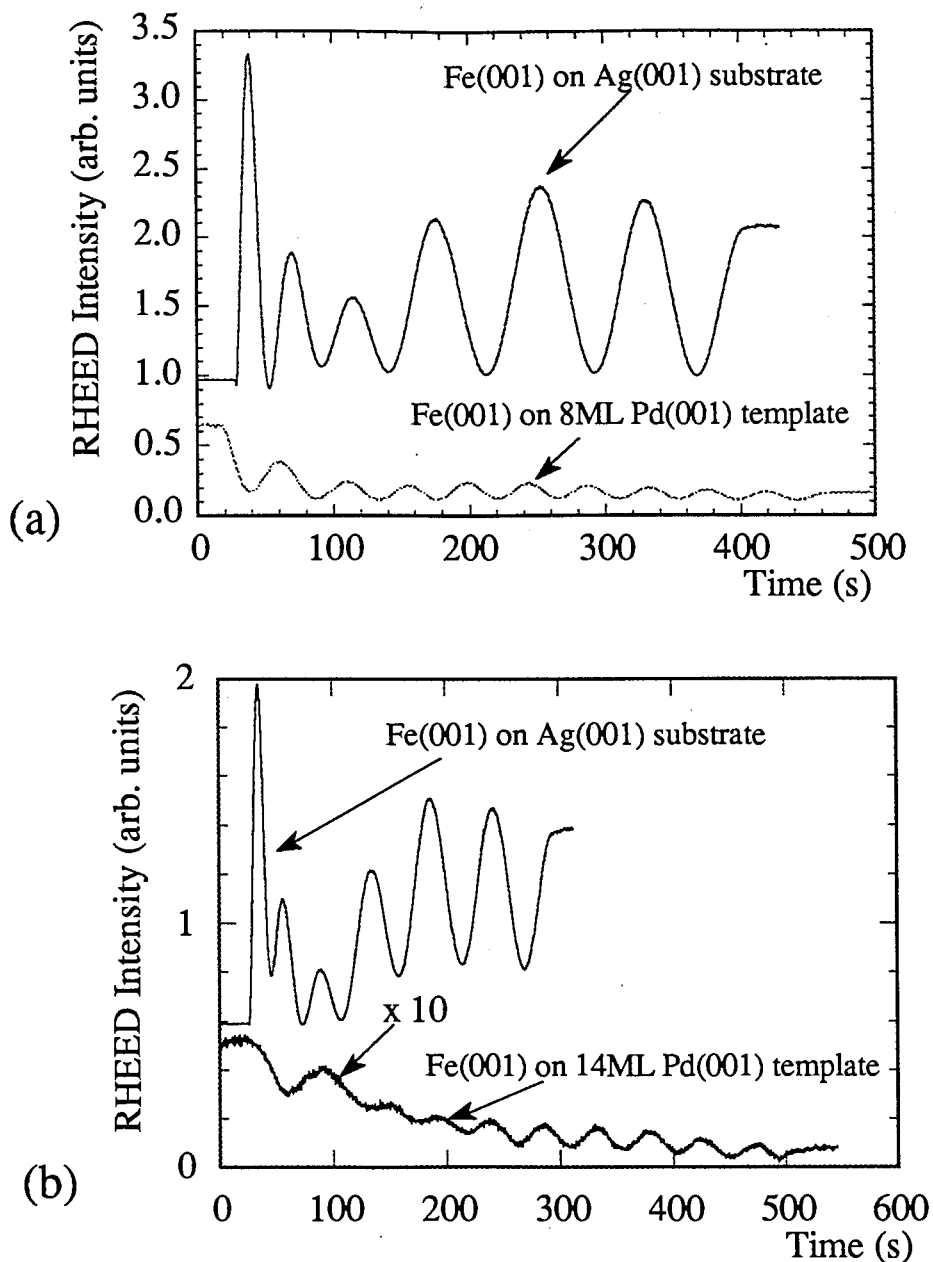 3.5
3.0
2.5
2.0
1.5
1.0
0.5
0.0
RHEED Intensity (arb. units)
Fe(001) on Ag(001) substrate
Fe(001) on 8ML Pd(001) template
(a)
0 100 200 300 400 500
Time (s)
2
1
0
RHEED Intensity (arb. units)
Fe(001) on Ag(001) substrate
x 10
Fe(001) on 14ML Pd(001) template
(b)
0 100 200 300 400 500 600
Time (s)